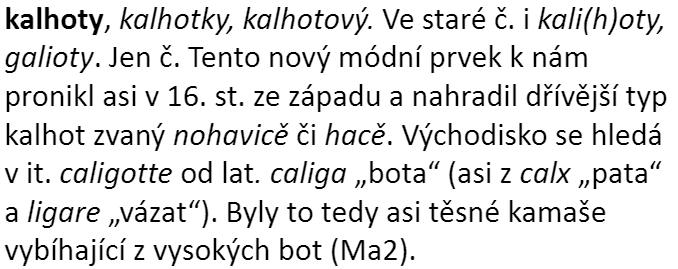 kalhoty, kalhotky, kalhotový. Ve staré č. i kali(h)oty,
galioty. Jen č. Tento nový módní prvek k nám
pronikl asi v 16. st. ze západu a nahradil dřívější typ
kalhot zvaný nohavicě či hacě. Východisko se hledá
v it. caligotte od lat. caliga „bota“ (asi z calx „pata“
a ligare „vázat“). Byly to tedy asi těsné kamaše
vybíhající z vysokých bot (Ma2).